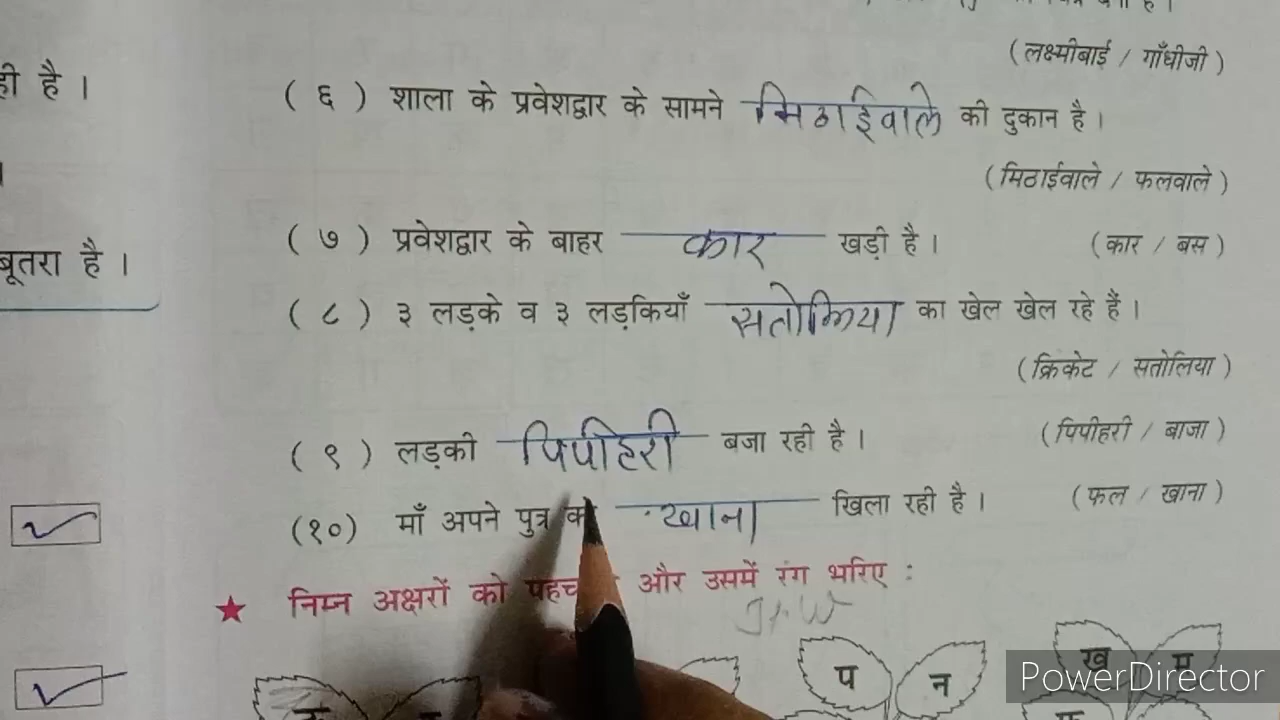 (लक्ष्मीबाई / गाँधीजी)
ही है ।
(६) शाला के प्रवेशद्वार के सामने मिठाईवाले की दुकान है ।
(मिठाईवाले / फलवाले)
(७) प्रवेशद्वार के बाहर कार खड़ी है । (कार / बस)
बूतरा है ।
(८) ३ लड़के व ३ लड़कियाँ सतोलिया का खेल खेल रहे हैं ।
(क्रिकेट / सतोलिया)
(९) लड़की पिपीहरी बजा रही है । (पिपीहरी / बाजा)
(१०) माँ अपने पुत्र खाना खिला रही है । (फल / खाना)
★ निम्न अक्षरों को और उसमें रंग भरिए :
H.W
प न ख म
PowerDirector